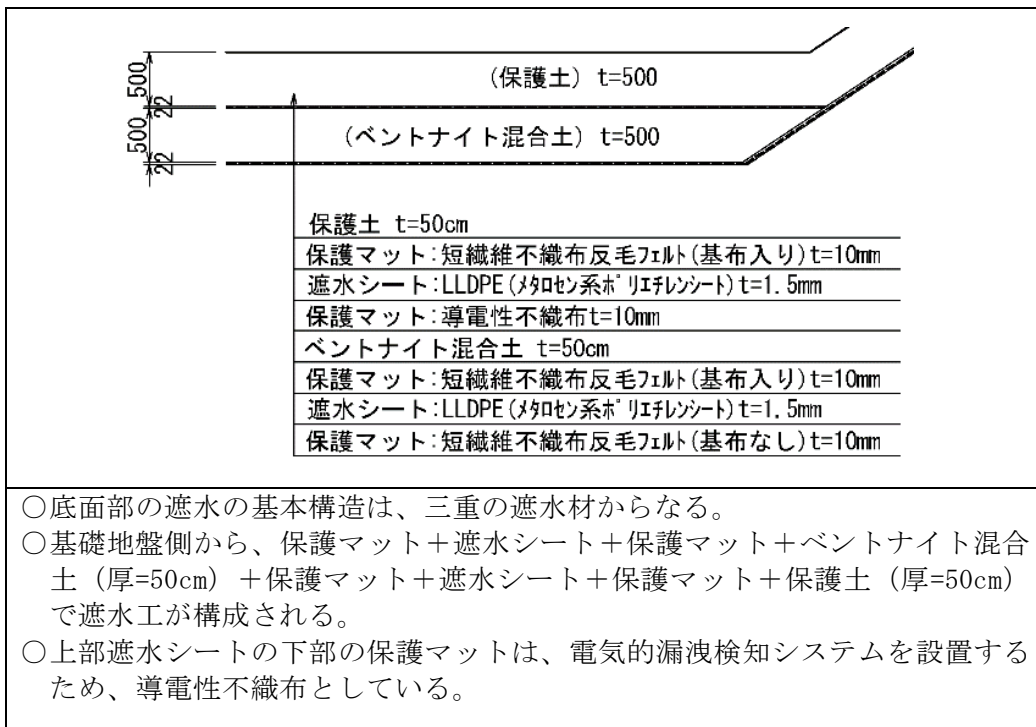 500
(保護土) t=500
22
500
(ベントナイト混合土) t=500
22
保護土 t=50cm
保護マット:短繊維不織布反毛フェルト(基布入り)t=10mm
遮水シート:LLDPE(メタロセン系ポリエチレンシート)t=1.5mm
保護マット:導電性不織布t=10mm
ベントナイト混合土 t=50cm
保護マット:短繊維不織布反毛フェルト(基布入り)t=10mm
遮水シート:LLDPE(メタロセン系ポリエチレンシート)t=1.5mm
保護マット:短繊維不織布反毛フェルト(基布なし)t=10mm
○底面部の遮水の基本構造は、三重の遮水材からなる。
○基礎地盤側から、保護マット+遮水シート+保護マット+ベントナイト混合
土（厚=50cm）+保護マット+遮水シート+保護マット+保護土（厚=50cm）
で遮水工が構成される。
○上部遮水シートの下部の保護マットは、電気的漏洩検知システムを設置する
ため、導電性不織布としている。